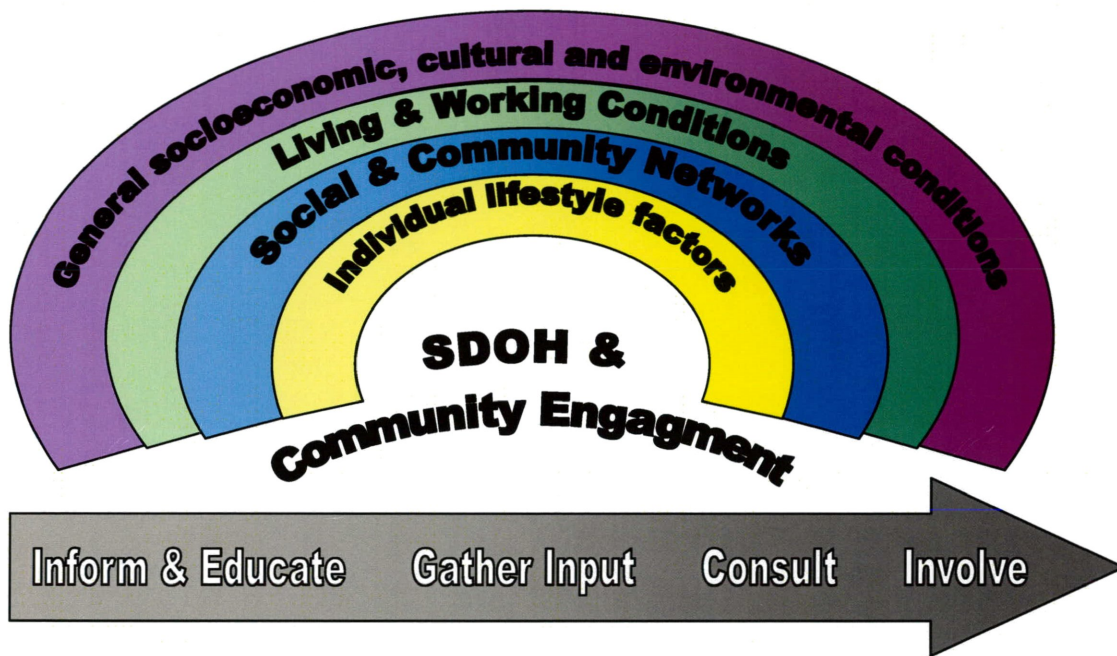 General socioeconomic, cultural and environmental conditions
Living & Working Conditions
Social & Community Networks
Individual lifestyle factors
SDOH &
Community Engagment
Inform & Educate Gather Input Consult Involve